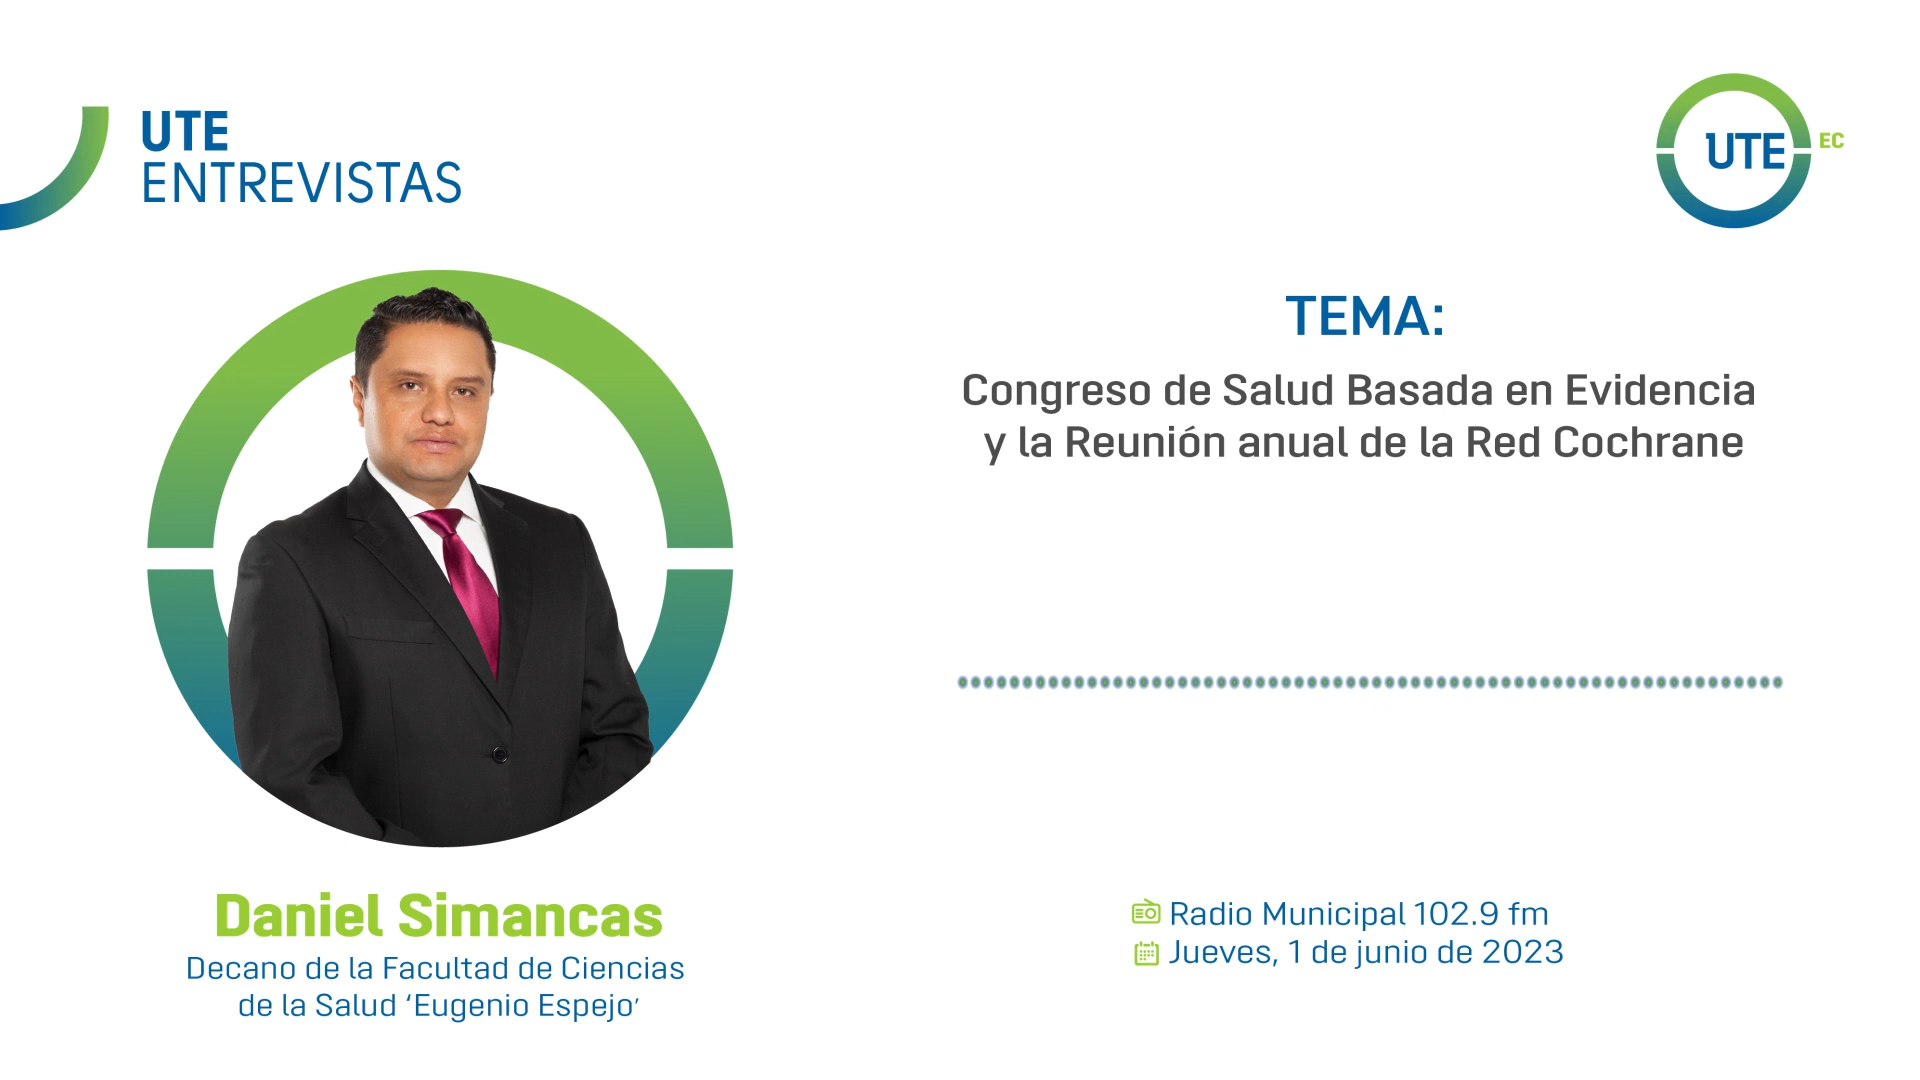 UTE
ENTREVISTAS
UTE EC
TEMA:
Congreso de Salud Basada en Evidencia
y la Reunión anual de la Red Cochrane
Daniel Simancas
Decano de la Facultad de Ciencias
de la Salud ‘Eugenio Espejo’
Radio Municipal 102.9 fm
Jueves, 1 de junio de 2023